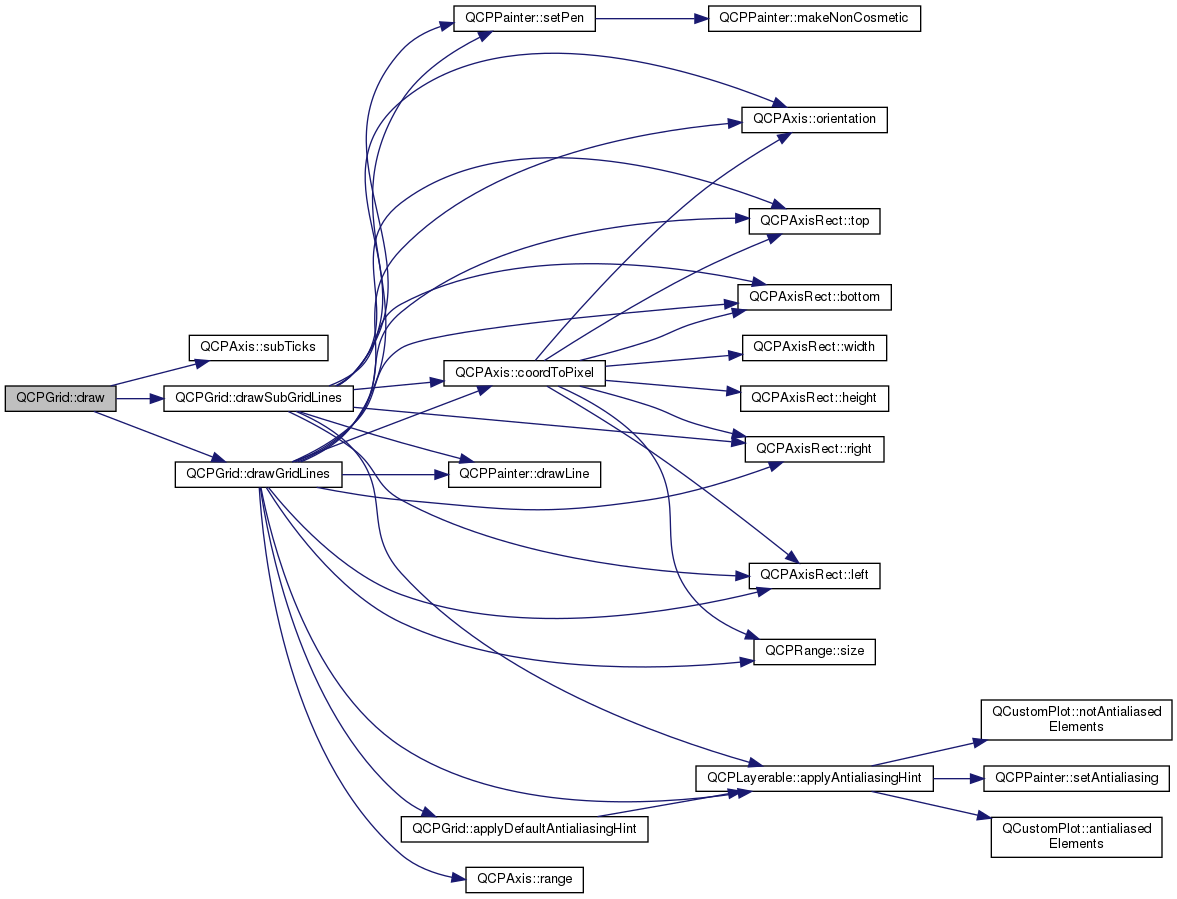 QCPPainter::setPen
QCPPainter::makeNonCosmetic
QCPAxis::orientation
QCPAxisRect::top
QCPAxisRect::bottom
QCPAxis::subTicks
QCPAxisRect::width
QCPAxis::coordToPixel
QCPGrid::draw
QCPGrid::drawSubGridLines
QCPAxisRect::height
QCPAxisRect::right
QCPGrid::drawGridLines
QCPPainter::drawLine
QCPAxisRect::left
QCPRange::size
QCustomPlot::notAntialiased
Elements
QCPLayerable::applyAntialiasingHint
QCPPainter::setAntialiasing
QCPGrid::applyDefaultAntialiasingHint
QCustomPlot::antialiased
Elements
QCPAxis::range